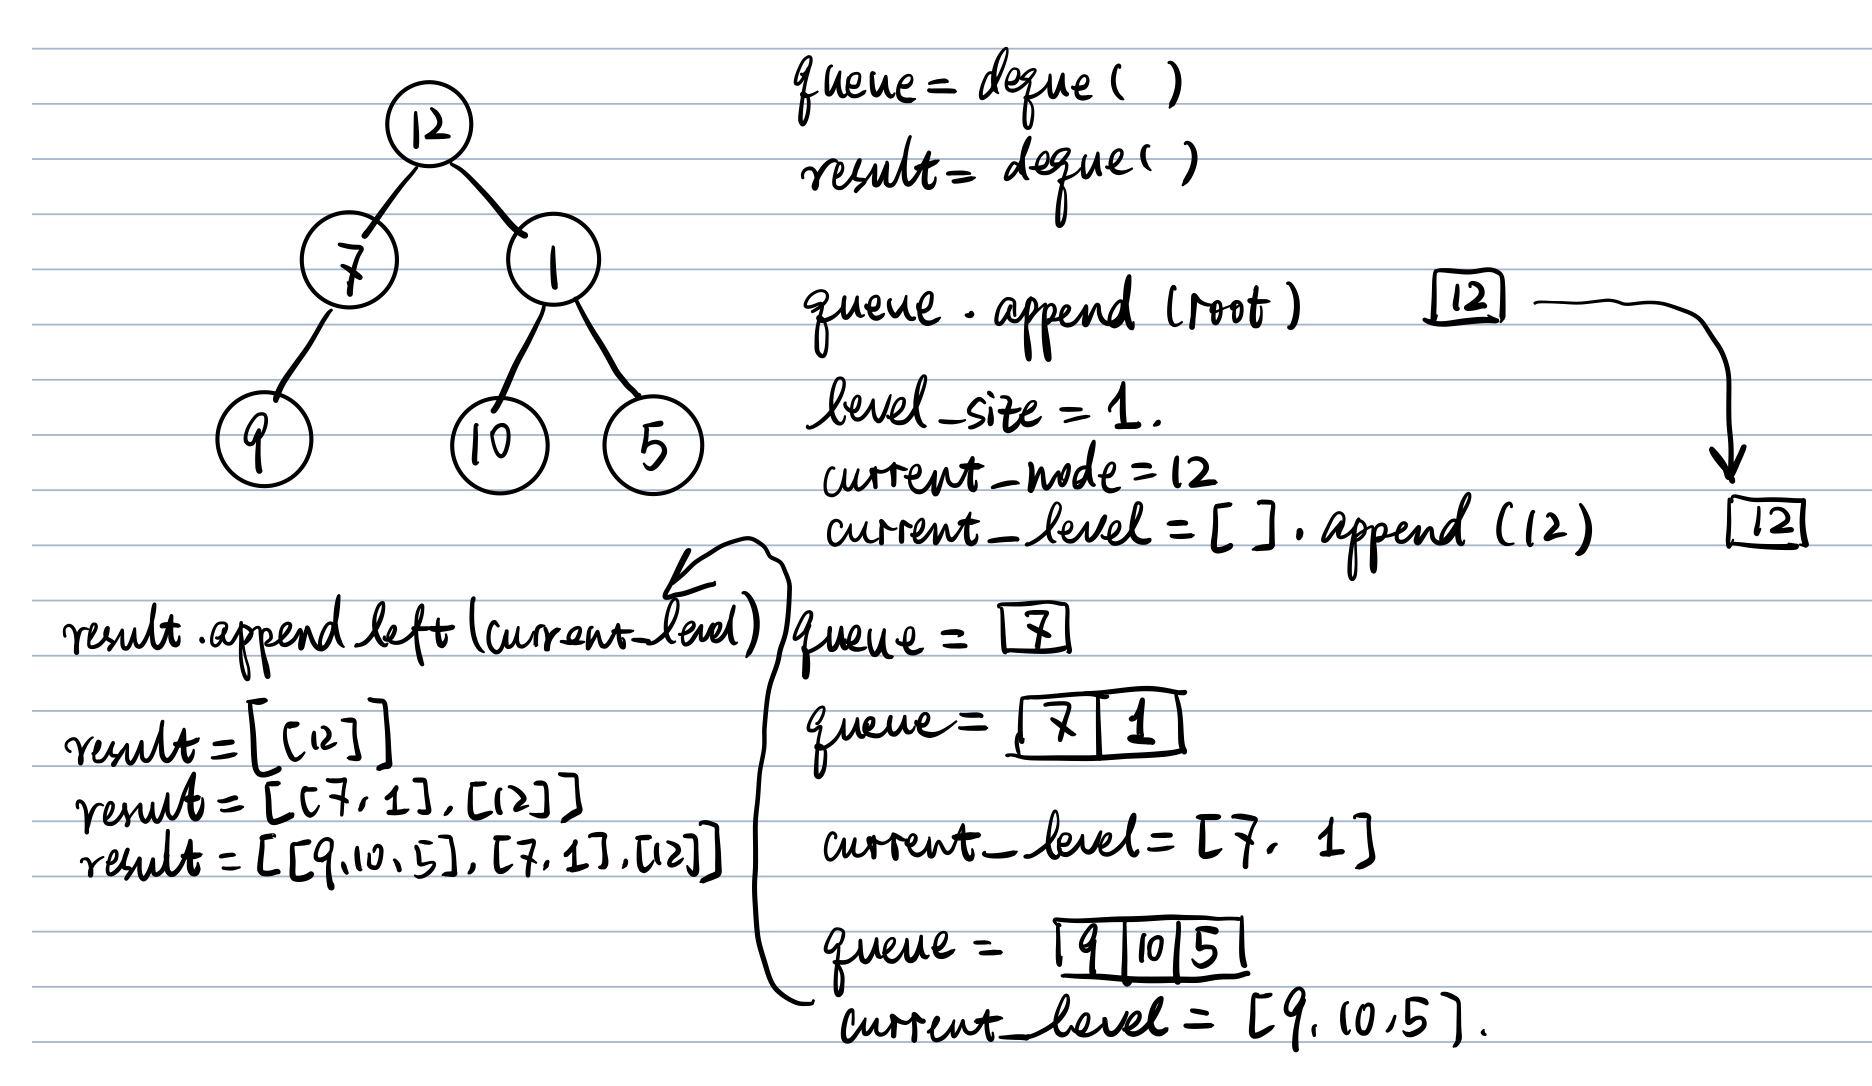 12
7 1
9 10 5
queue = deque ( )
result = deque( )
queue . append (root) 12
level_size = 1.
current_node = 12
current_level = [ ] . append (12) 12
queue = 7
queue = 7 1
current_level = [7, 1]
queue = 9 10 5
current_level = [9, 10, 5].
result .append left (current_level)
result = [ [12] ]
result = [[7, 1], [12]]
result = [[9,10,5], [7,1], [12]]